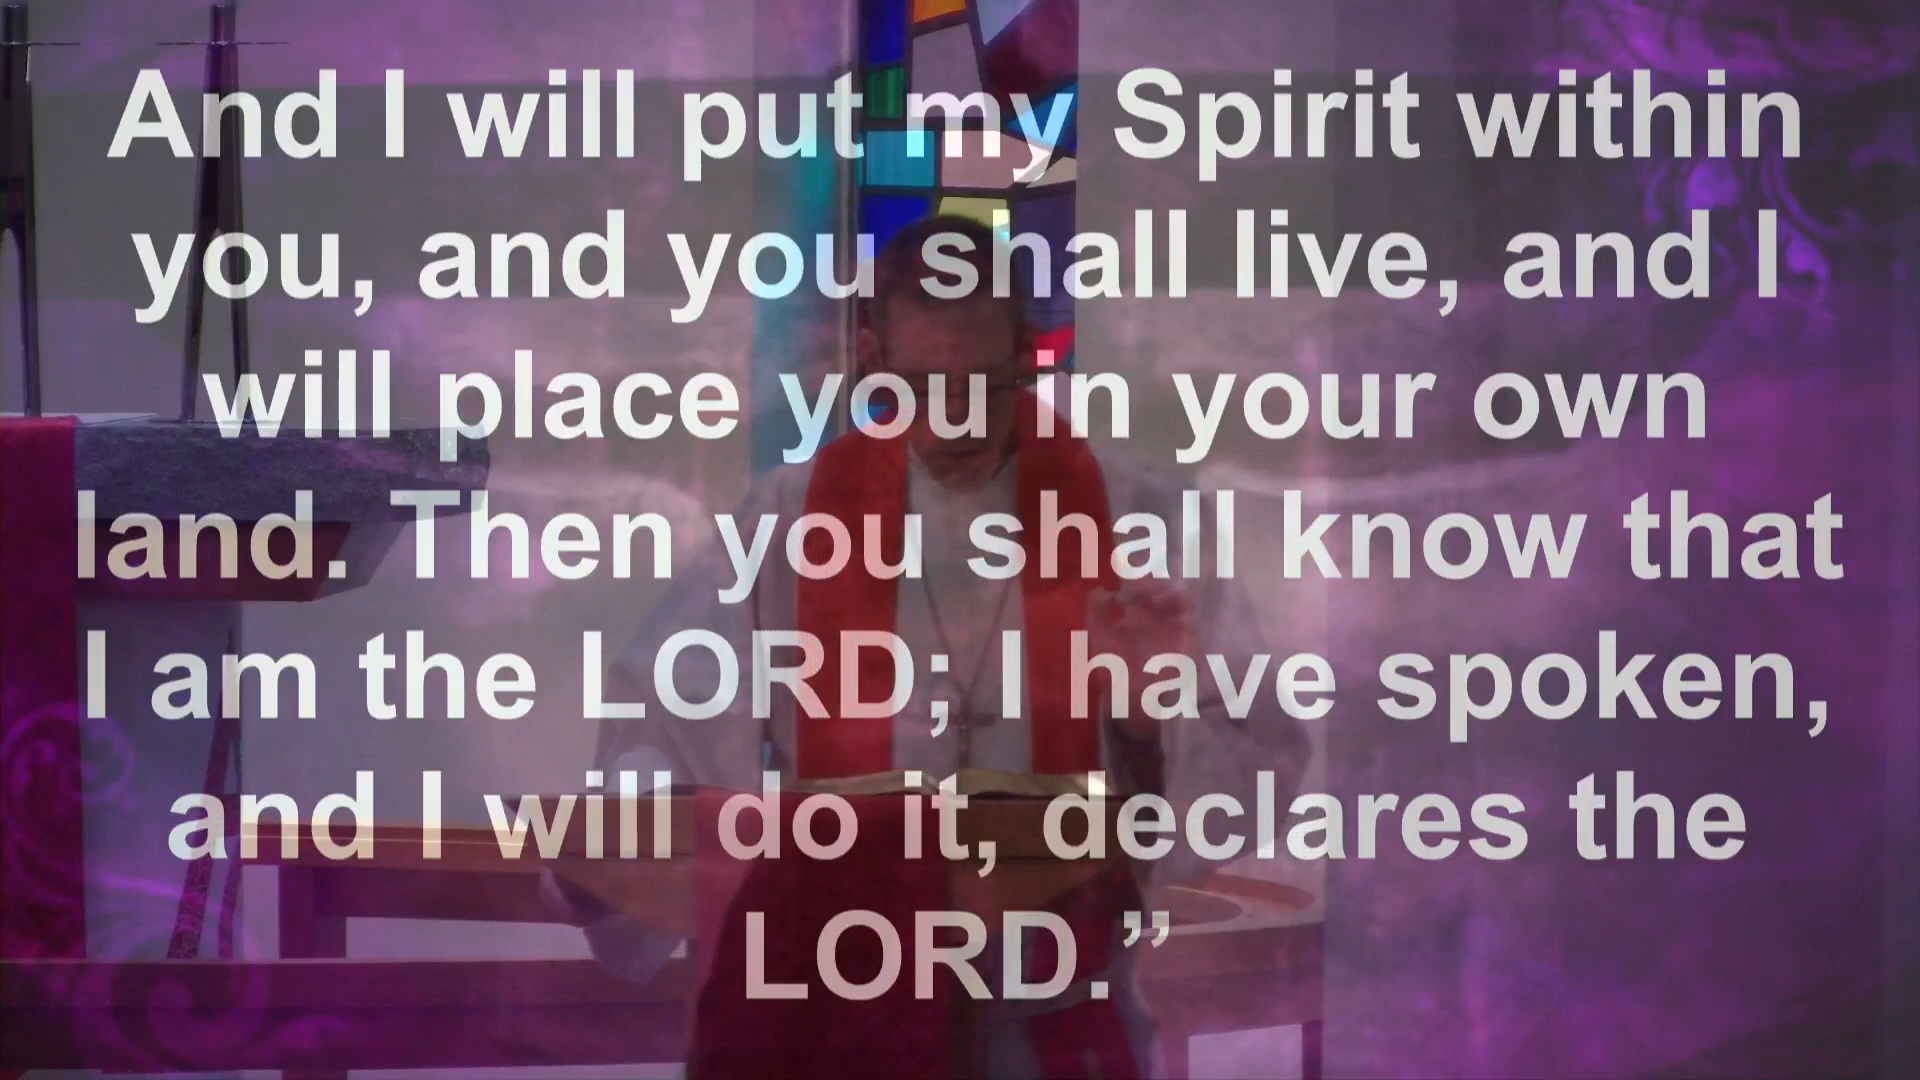 And I will put my Spirit within
you, and you shall live, and I
will place you in your own
land. Then you shall know that
I am the LORD; I have spoken,
and I will do it, declares the
LORD.”